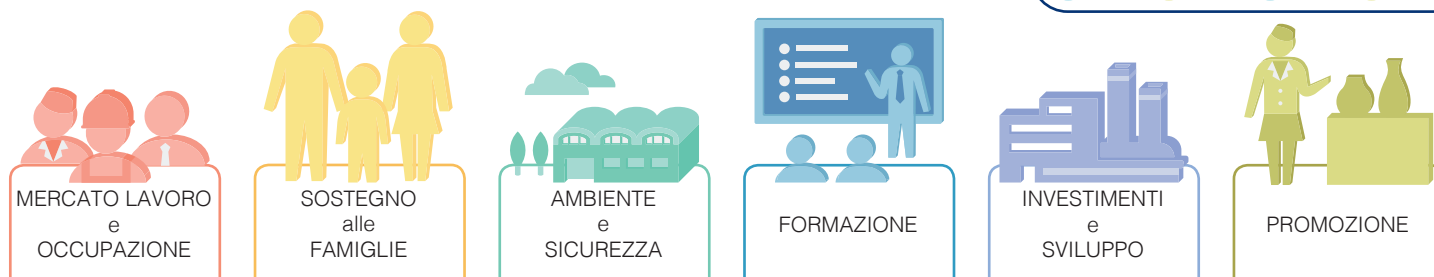 MERCATO LAVORO
e
OCCUPAZIONE
SOSTEGNO
alle
FAMIGLIE
AMBIENTE
e
SICUREZZA
FORMAZIONE
INVESTIMENTI
e
SVILUPPO
PROMOZIONE